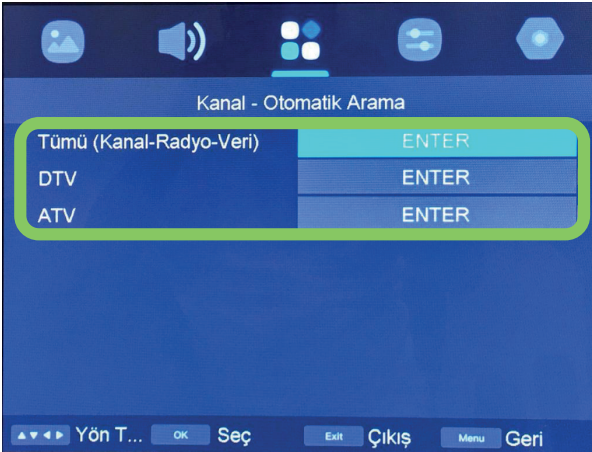 Kanal - Otomatik Arama
Tümü (Kanal-Radyo-Veri) ENTER
DTV ENTER
ATV ENTER
Yön T... OK Seç Exit Çıkış Menu Geri